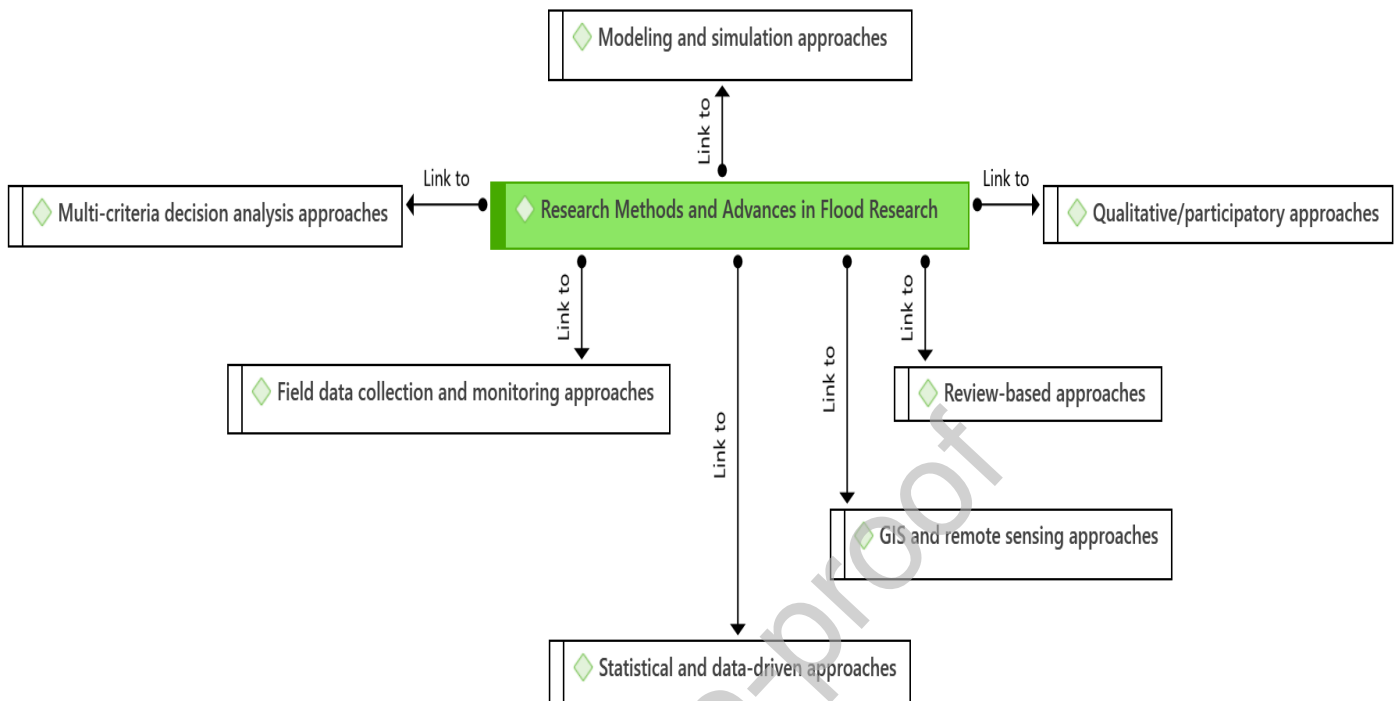 Modeling and simulation approaches
Link to
Link to
Link to
Multi-criteria decision analysis approaches
Research Methods and Advances in Flood Research
Qualitative/participatory approaches
Link to
Link to
Link to
Link to
Field data collection and monitoring approaches
Review-based approaches
GIS and remote sensing approaches
Statistical and data-driven approaches
-proof